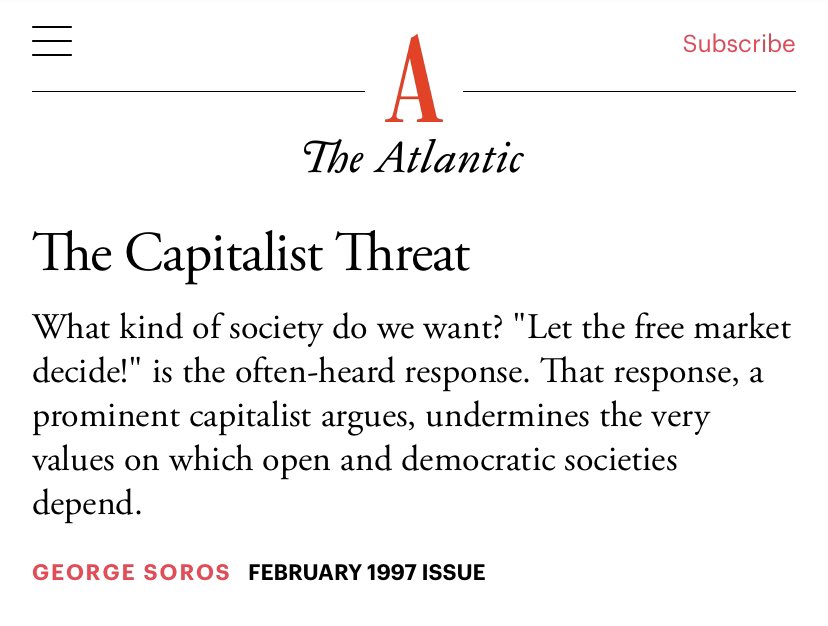 Subscribe
A
The Atlantic
The Capitalist Threat
What kind of society do we want? "Let the free market
decide!" is the often-heard response. That response, a
prominent capitalist argues, undermines the very
values on which open and democratic societies
depend.
GEORGE SOROS FEBRUARY 1997 ISSUE